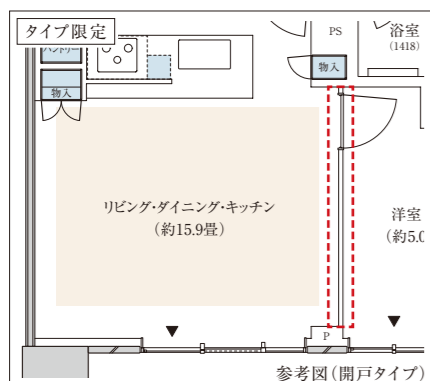 タイプ限定
パントリー
物入
PS
浴室
(1418)
物入
リビング・ダイニング・キッチン
(約15.9畳)
洋室
(約5.0
P
参考図(開戸タイプ)